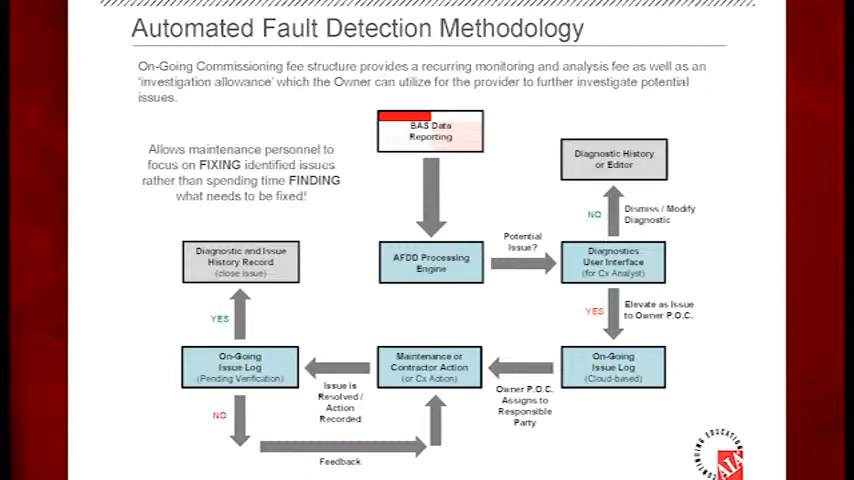 Automated Fault Detection Methodology
On-Going Commissioning fee structure provides a recurring monitoring and analysis fee as well as an
'investigation allowance' which the Owner can utilize for the provider to further investigate potential
issues.
Allows maintenance personnel to
focus on FIXING identified issues
rather than spending time FINDING
what needs to be fixed!
BAS Data
Reporting
Diagnostic History
or Editor
NO
Dismiss / Modify
Diagnostic
Potential
Issue?
Diagnostic and Issue
History Record
(close Issue)
AFDD Processing
Engine
Diagnostics
User Interface
(for Cx Analyst)
YES
YES
Elevate as Issue
to Owner P.O.C.
On-Going
Issue Log
(Pending Verification)
Maintenance or
Contractor Action
(or Cx Action)
On-Going
Issue Log
(Cloud-based)
Issue is
Resolved /
Action
Recorded
Owner P.O.C.
Assigns to
Responsible
Party
NO
Feedback
CONTINUING EDUCATION
AIA